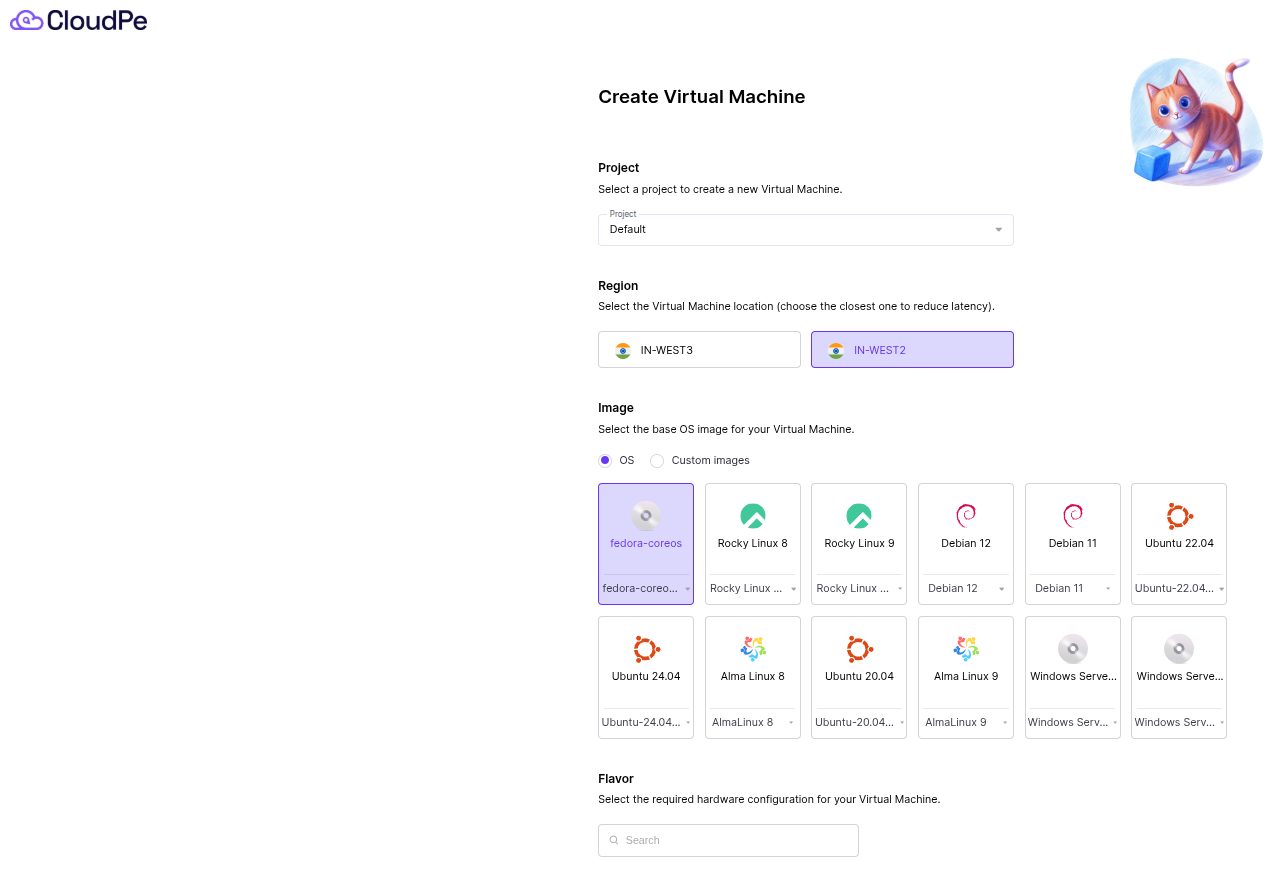 CloudPe
Create Virtual Machine
Project
Select a project to create a new Virtual Machine.
Project
Default
Region
Select the Virtual Machine location (choose the closest one to reduce latency).
IN-WEST3
IN-WEST2
Image
Select the base OS image for your Virtual Machine.
OS
Custom images
fedora-coreos
Rocky Linux 8
Rocky Linux 9
Debian 12
Debian 11
Ubuntu 22.04
fedora-coreo...
Rocky Linux ...
Rocky Linux ...
Debian 12
Debian 11
Ubuntu-22.04...
Ubuntu 24.04
Alma Linux 8
Ubuntu 20.04
Alma Linux 9
Windows Serve...
Windows Serve...
Ubuntu-24.04...
AlmaLinux 8
Ubuntu-20.04...
AlmaLinux 9
Windows Serv...
Windows Serv...
Flavor
Select the required hardware configuration for your Virtual Machine.
Search